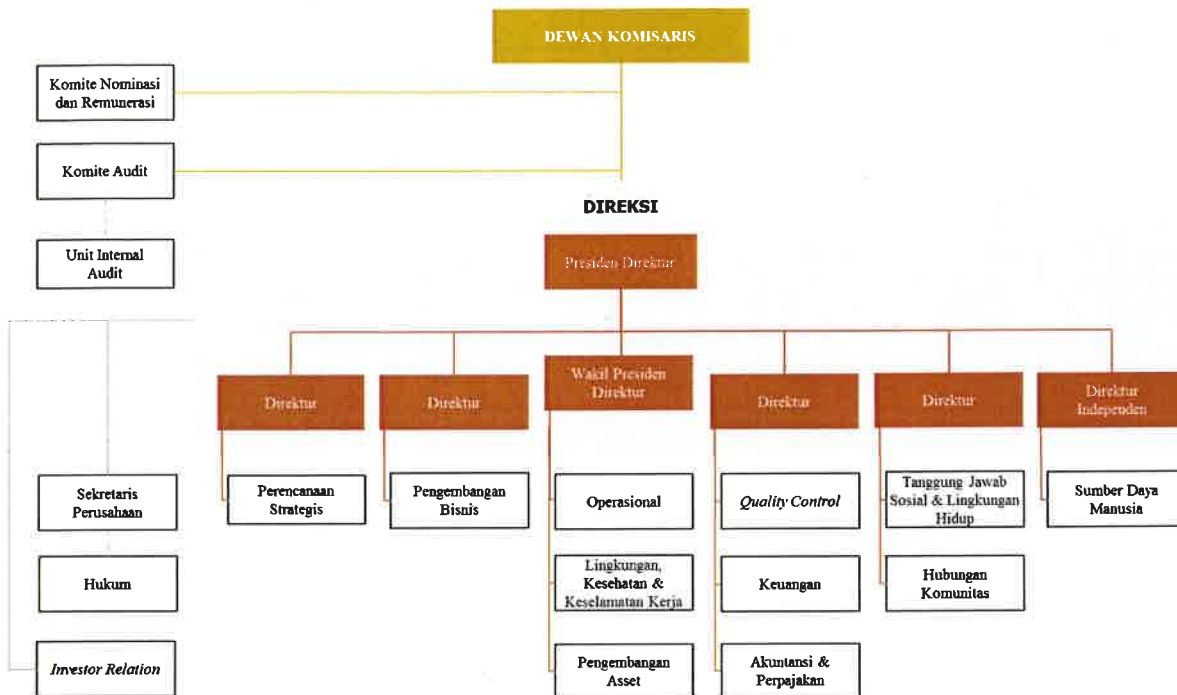 DEWAN KOMISARIS
Komite Nominasi
dan Remunerasi
Komite Audit
DIREKSI
Unit Internal
Audit
Presiden Direktur
Direktur
Direktur
Wakil Presiden
Direktur
Direktur
Direktur
Direktur
Independen
Sekretaris
Perusahaan
Perencanaan
Strategis
Pengembangan
Bisnis
Operasional
Quality Control
Tanggung Jawab
Sosial & Lingkungan
Hidup
Sumber Daya
Manusia
Hukum
Lingkungan,
Kesehatan &
Keselamatan Kerja
Keuangan
Hubungan
Komunitas
Investor Relation
Pengembangan
Asset
Akuntansi &
Perpajakan